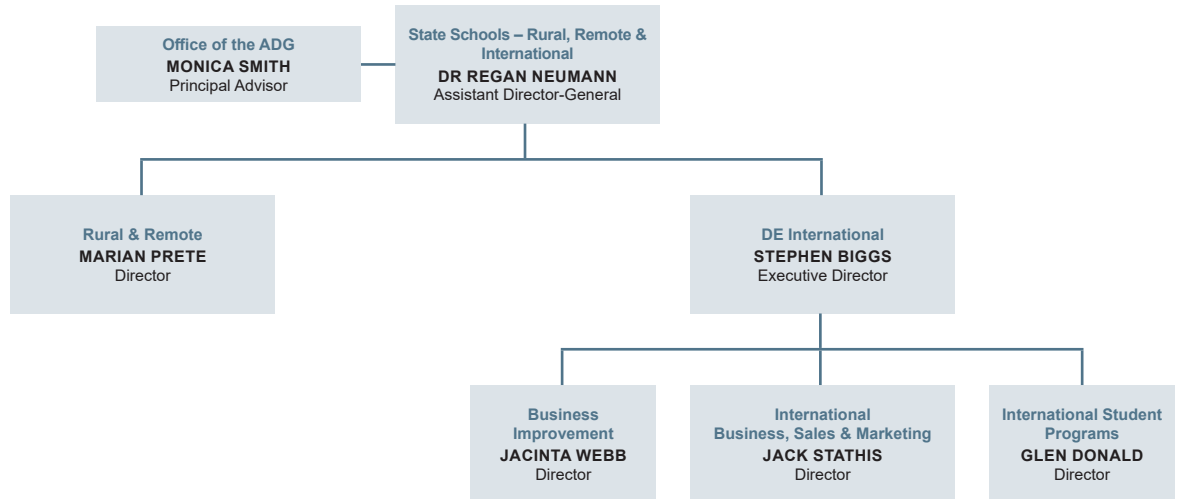 Office of the ADG
MONICA SMITH
Principal Advisor
State Schools – Rural, Remote &
International
DR REGAN NEUMANN
Assistant Director-General
Rural & Remote
MARIAN PRETE
Director
DE International
STEPHEN BIGGS
Executive Director
Business
Improvement
JACINTA WEBB
Director
International
Business, Sales & Marketing
JACK STATHIS
Director
International Student
Programs
GLEN DONALD
Director